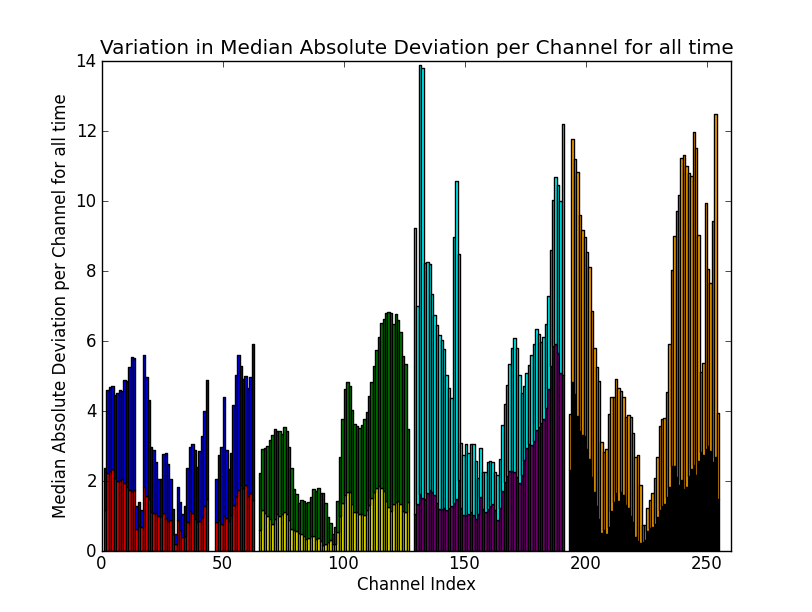 Variation in Median Absolute Deviation per Channel for all time
Median Absolute Deviation per Channel for all time
14
12
10
8
6
4
2
0
0 50 100 150 200 250
Channel Index